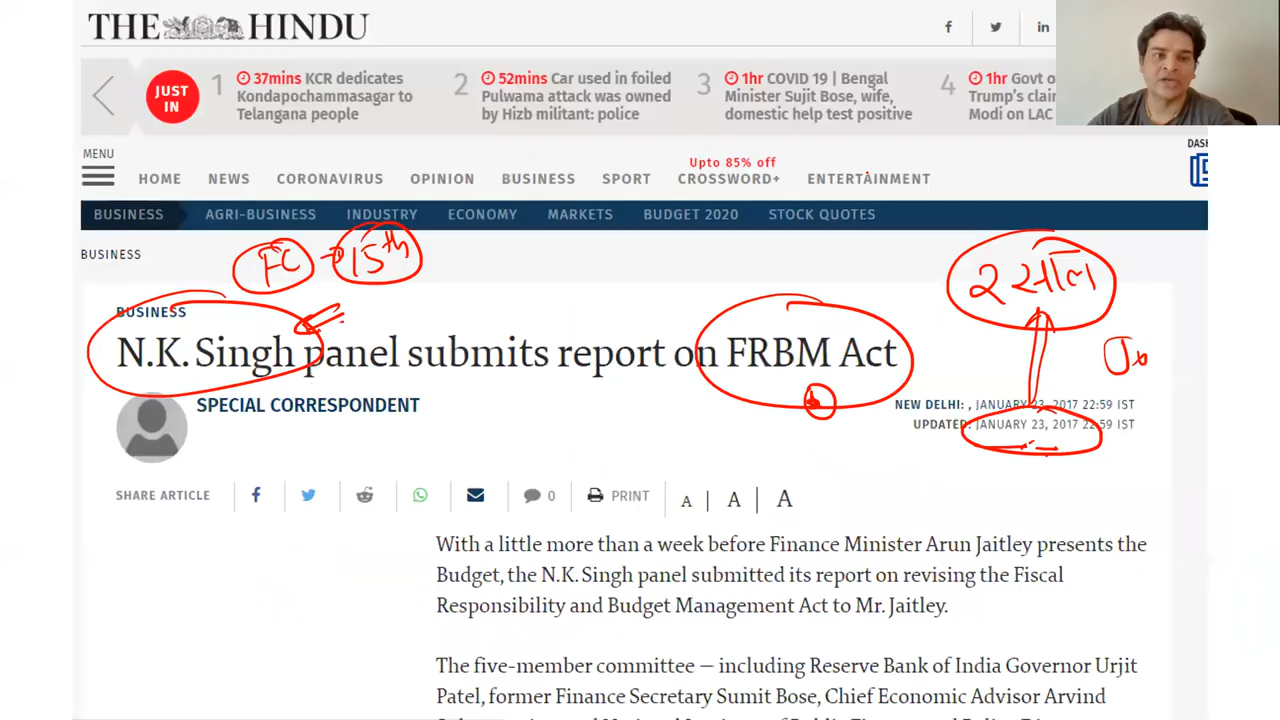 THE HINDU
JUST IN
1 37mins KCR dedicates Kondapochammasagar to Telangana people
2 52mins Car used in foiled Pulwama attack was owned by Hizb militant: police
3 1hr COVID 19 | Bengal Minister Sujit Bose, wife, domestic help test positive
4 1hr Govt o Trump's clai Modi on LAC
MENU
Upto 85% off
DAS
HOME NEWS CORONAVIRUS OPINION BUSINESS SPORT CROSSWORD+ ENTERTAINMENT
BUSINESS AGRI-BUSINESS INDUSTRY ECONOMY MARKETS BUDGET 2020 STOCK QUOTES
BUSINESS
FC → 15th
2 साल
BUSINESS
N.K. Singh panel submits report on FRBM Act
SPECIAL CORRESPONDENT
NEW DELHI: , JANUARY 23, 2017 22:59 IST
UPDATED: JANUARY 23, 2017 22:59 IST
SHARE ARTICLE 0 PRINT A A A
With a little more than a week before Finance Minister Arun Jaitley presents the
Budget, the N.K. Singh panel submitted its report on revising the Fiscal
Responsibility and Budget Management Act to Mr. Jaitley.
The five-member committee — including Reserve Bank of India Governor Urjit
Patel, former Finance Secretary Sumit Bose, Chief Economic Advisor Arvind